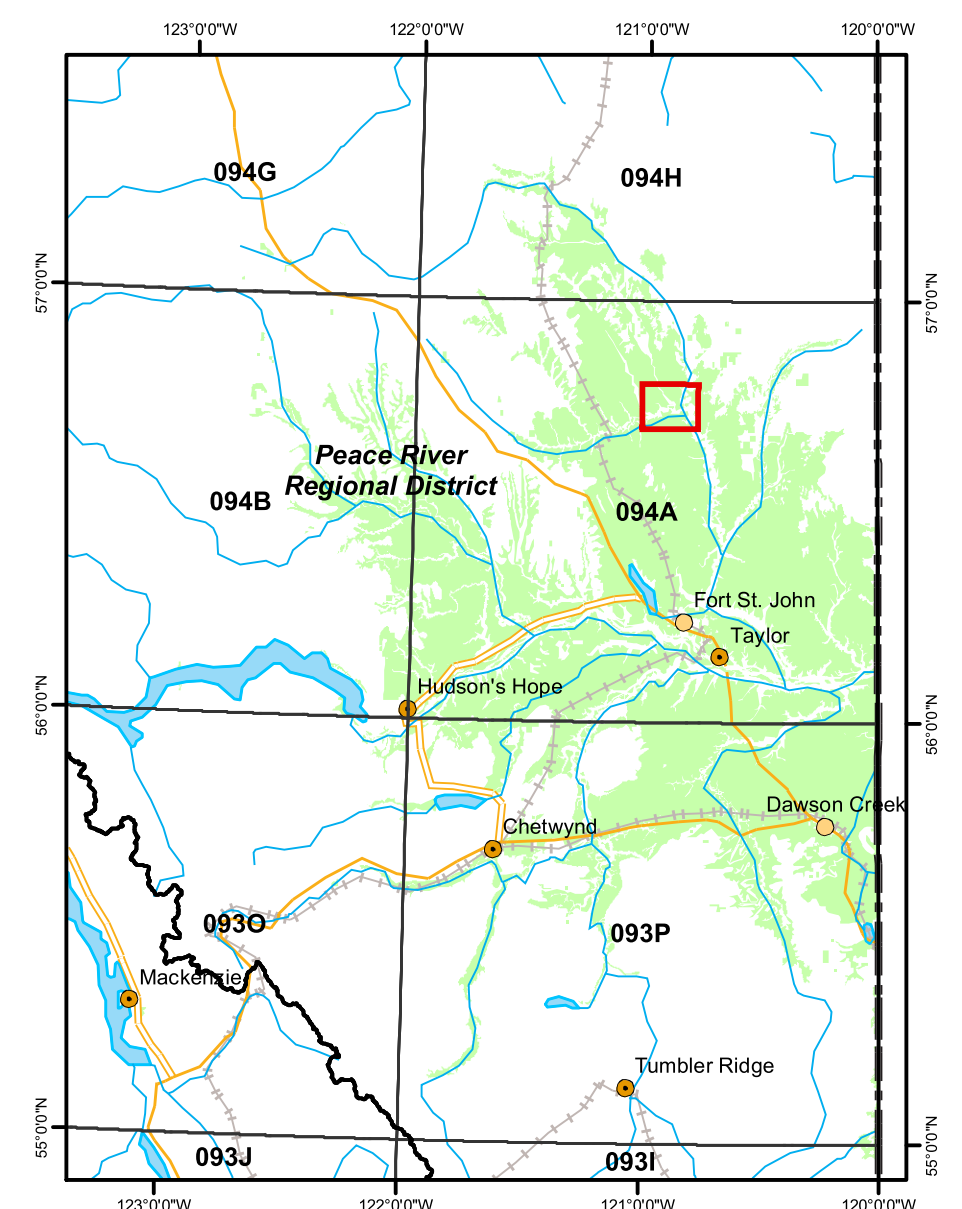 123°0'0"W 122°0'0"W 121°0'0"W 120°0'0"W
094G
094H
57°0'0"N
57°0'0"N
Peace River
Regional District
094B
094A
Fort St. John
Taylor
Hudson's Hope
56°0'0"N
56°0'0"N
Dawson Creek
Chetwynd
093O
093P
Mackenzie
Tumbler Ridge
55°0'0"N
55°0'0"N
093J
093I
123°0'0"W 122°0'0"W 121°0'0"W 120°0'0"W